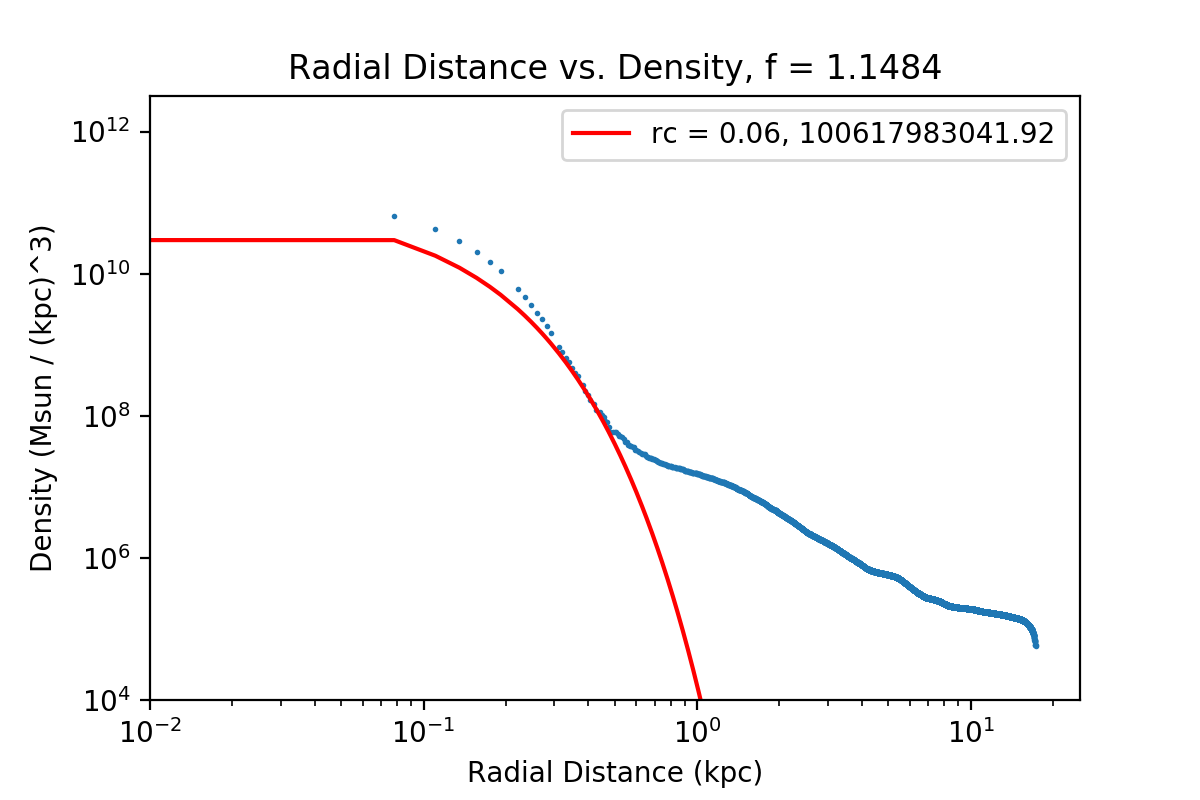 Radial Distance vs. Density, f = 1.1484
rc = 0.06, 100617983041.92
Density (Msun / (kpc)^3)
10^12
10^10
10^8
10^6
10^4
10^-2
10^-1
10^0
10^1
Radial Distance (kpc)